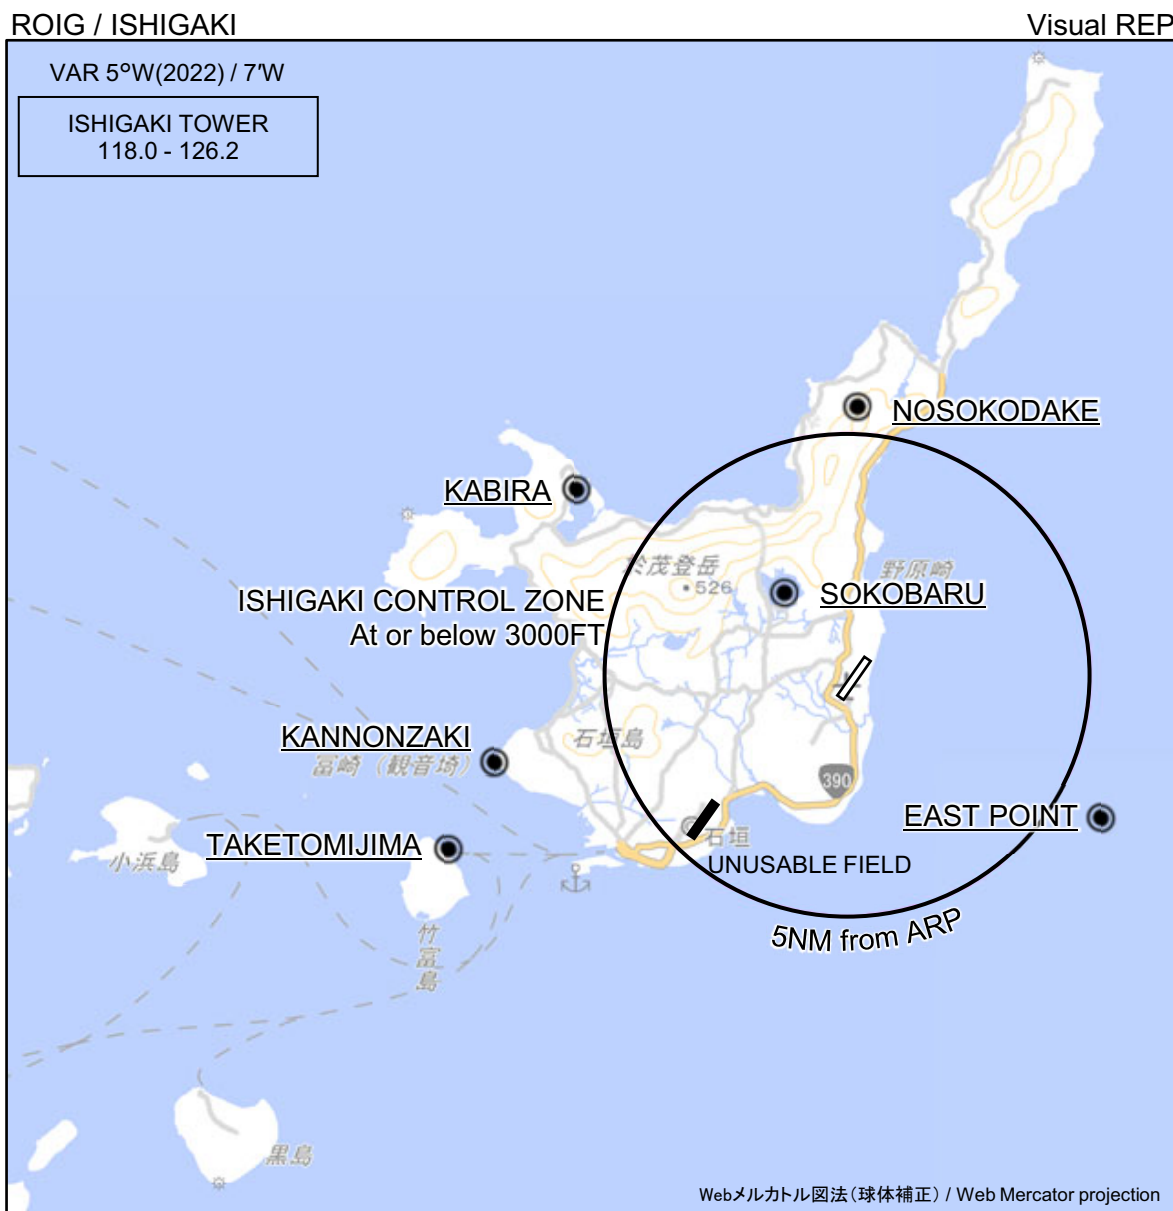 ROIG / ISHIGAKI
Visual REP
VAR 5°W(2022) / 7'W
ISHIGAKI TOWER
118.0 - 126.2
NOSOKODAKE
KABIRA
於茂登岳
・526
野原崎
SOKOBARU
ISHIGAKI CONTROL ZONE
At or below 3000FT
KANNONZAKI
冨崎（観音埼）
石垣島
390
EAST POINT
TAKETOMIJIMA
小浜島
石垣
UNUSABLE FIELD
5NM from ARP
竹富島
黒島
Webメルカトル図法(球体補正) / Web Mercator projection